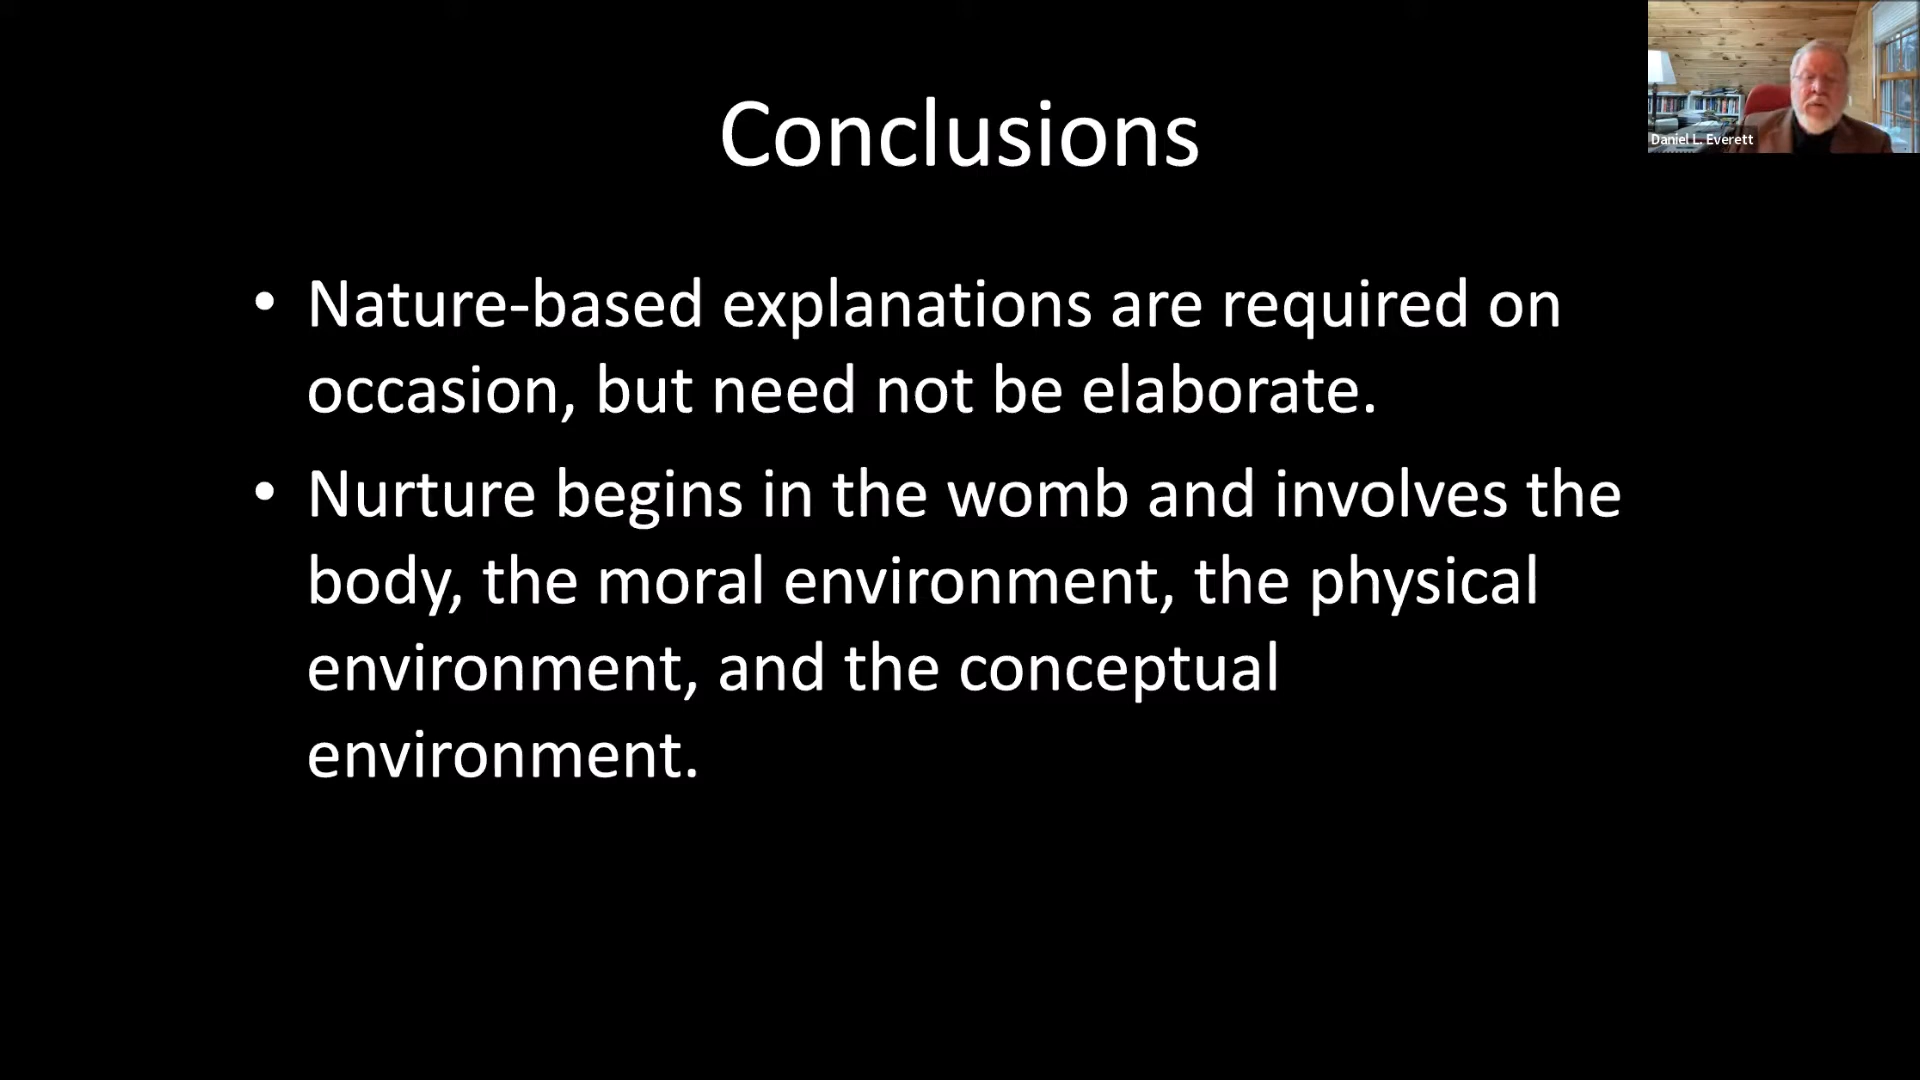 Conclusions
Daniel L. Everett
• Nature-based explanations are required on
occasion, but need not be elaborate.
• Nurture begins in the womb and involves the
body, the moral environment, the physical
environment, and the conceptual
environment.